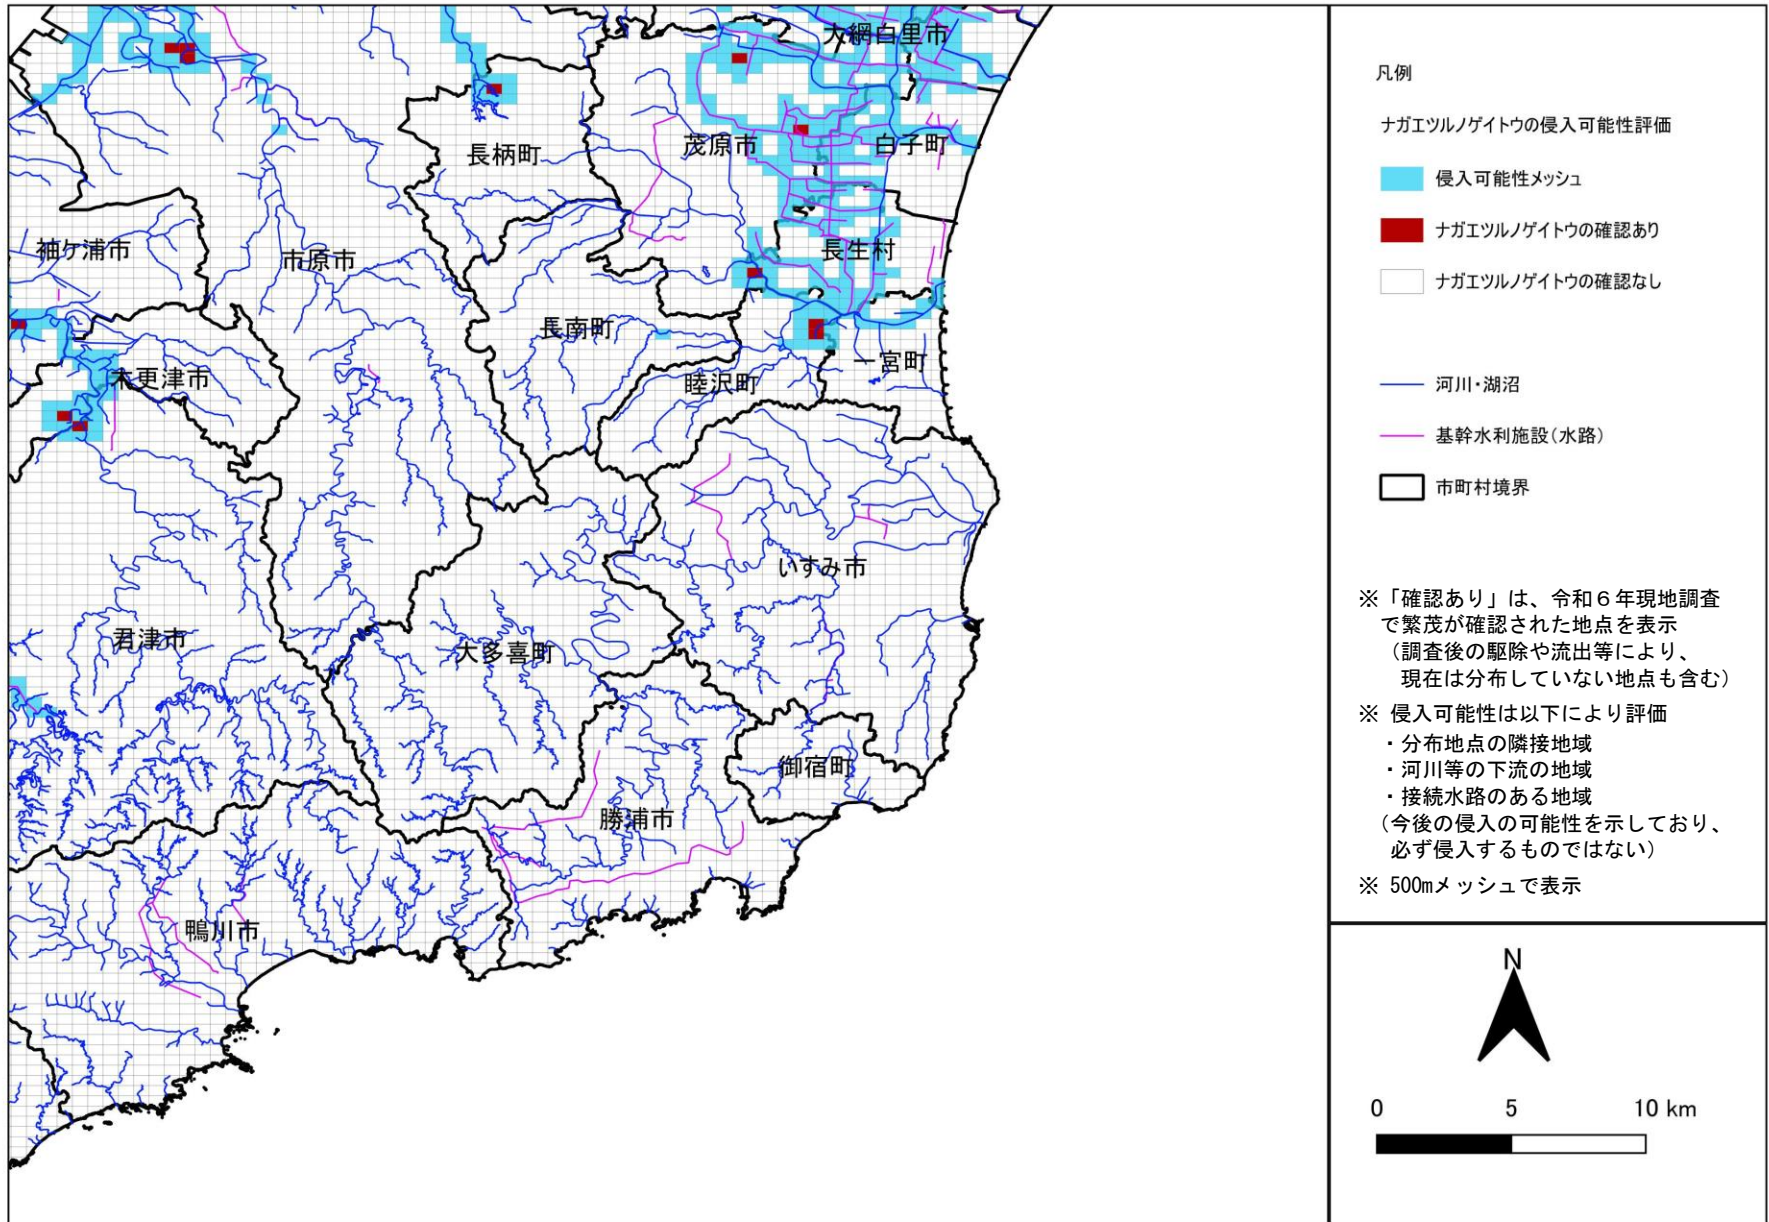 大網白里市
茂原市
白子町
長柄町
袖ケ浦市
市原市
長生村
長南町
一宮町
木更津市
睦沢町
いすみ市
君津市
大多喜町
御宿町
勝浦市
鴨川市
凡例
ナガエツルノゲイトウの侵入可能性評価
侵入可能性メッシュ
ナガエツルノゲイトウの確認あり
ナガエツルノゲイトウの確認なし
河川・湖沼
基幹水利施設(水路)
市町村境界
※「確認あり」は、令和6年現地調査
で繁茂が確認された地点を表示
(調査後の駆除や流出等により、
現在は分布していない地点も含む)
※ 侵入可能性は以下により評価
・分布地点の隣接地域
・河川等の下流の地域
・接続水路のある地域
(今後の侵入の可能性を示しており、
必ず侵入するものではない)
※ 500mメッシュで表示
N
0 5 10 km